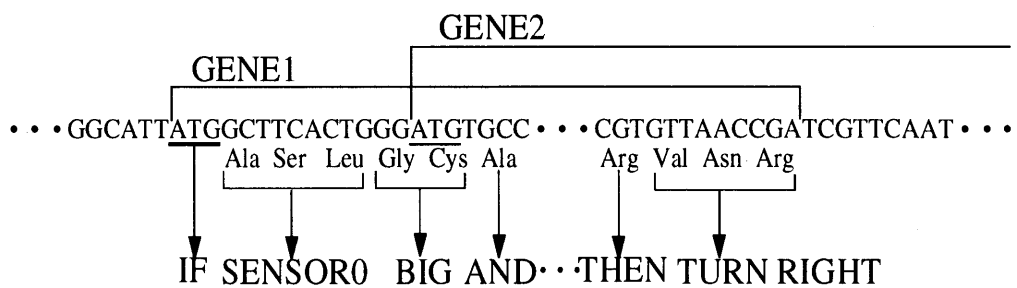 GENE2
GENE1
• • • GGCATTATGGCTTCACTGGGGATGTGCC • • • CGTGTTAACCGATCGTTCAAT • • •
Ala Ser Leu Gly Cys Ala Arg Val Asn Arg
IF SENSOR0 BIG AND • • • THEN TURN RIGHT